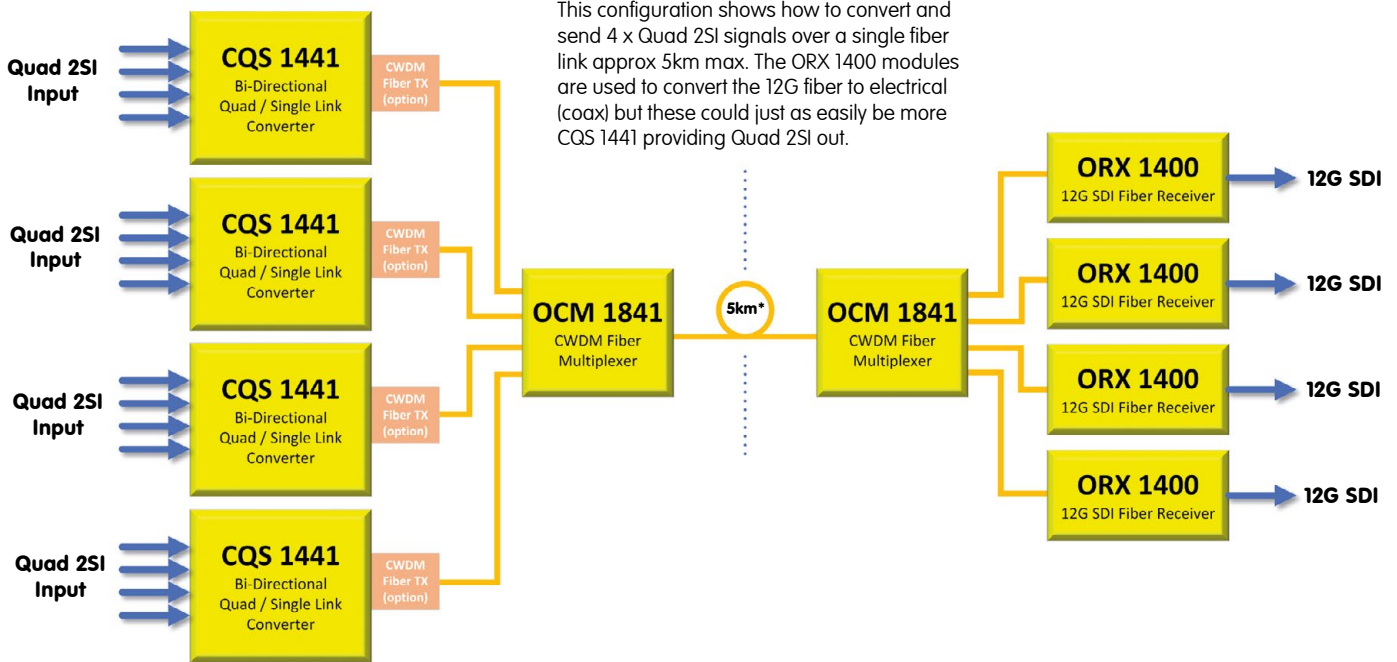 This configuration shows how to convert and
send 4 x Quad 2SI signals over a single fiber
link approx 5km max. The ORX 1400 modules
are used to convert the 12G fiber to electrical
(coax) but these could just as easily be more
CQS 1441 providing Quad 2SI out.
Quad 2SI
Input
CQS 1441
Bi-Directional
Quad / Single Link
Converter
CWDM
Fiber TX
(option)
Quad 2SI
Input
CQS 1441
Bi-Directional
Quad / Single Link
Converter
CWDM
Fiber TX
(option)
Quad 2SI
Input
CQS 1441
Bi-Directional
Quad / Single Link
Converter
CWDM
Fiber TX
(option)
Quad 2SI
Input
CQS 1441
Bi-Directional
Quad / Single Link
Converter
CWDM
Fiber TX
(option)
OCM 1841
CWDM Fiber
Multiplexer
5km*
OCM 1841
CWDM Fiber
Multiplexer
ORX 1400
12G SDI Fiber Receiver
12G SDI
ORX 1400
12G SDI Fiber Receiver
12G SDI
ORX 1400
12G SDI Fiber Receiver
12G SDI
ORX 1400
12G SDI Fiber Receiver
12G SDI